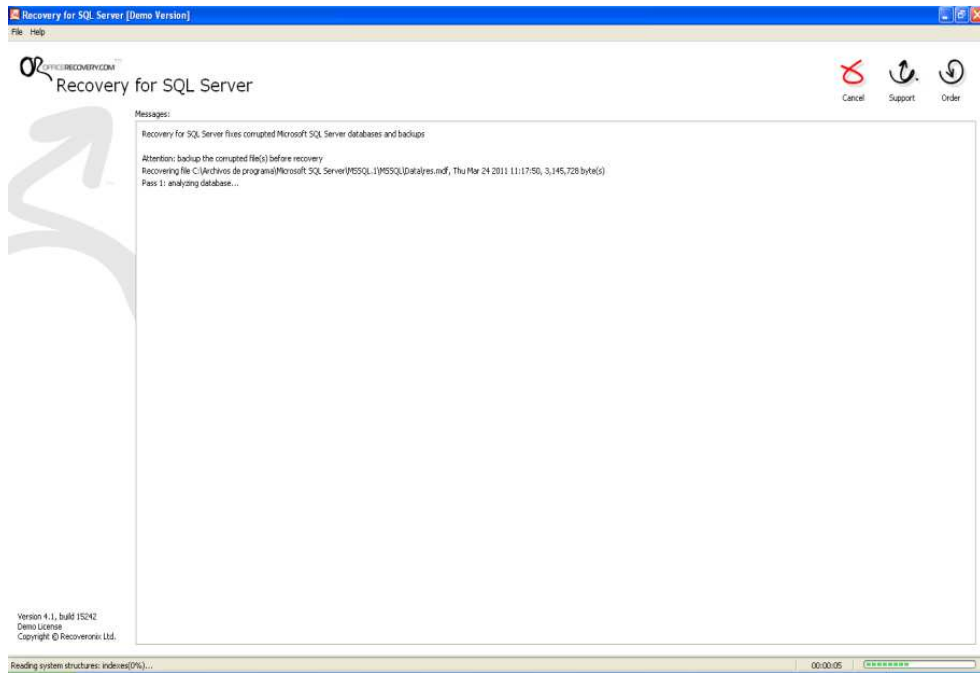 Recovery for SQL Server [Demo Version]
File Help
OFFICERECOVERY.COM
Recovery for SQL Server
Cancel Support Order
Messages:
Recovery for SQL Server fixes corrupted Microsoft SQL Server databases and backups
Attention: backup the corrupted file(s) before recovery
Recovering file C:\Archivos de programa\Microsoft SQL Server\MSSQL.1\MSSQL\Data\res.mdf, Thu Mar 24 2011 11:17:50, 3,145,728 byte(s)
Pass 1: analyzing database...
Version 4.1, build 15242
Demo License
Copyright © Recoveronix Ltd.
Reading system structures: indexes(0%)... 00:00:05